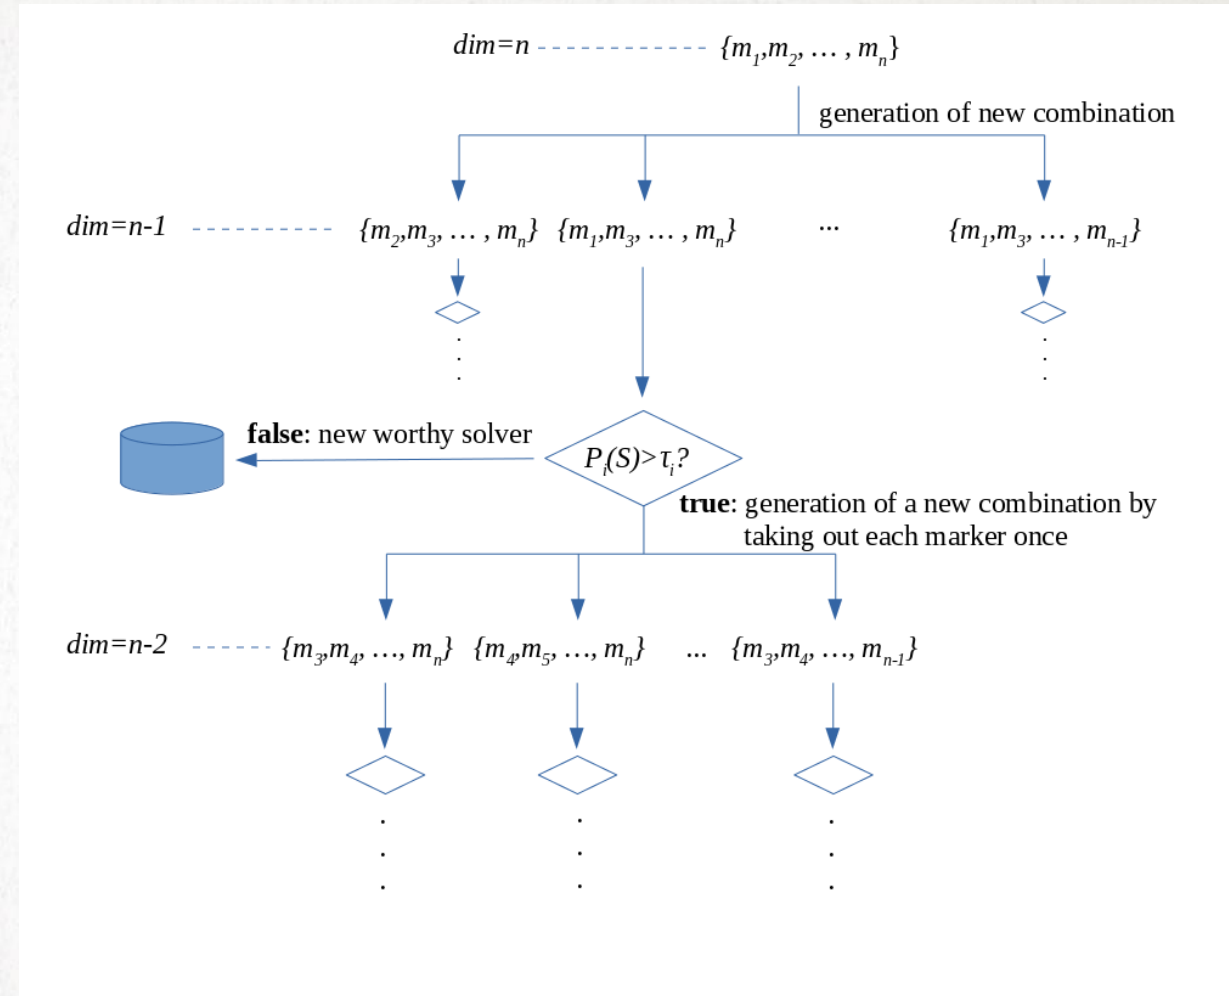 dim=n {m₁,m₂, … , mₙ}
generation of new combination
dim=n-1 {m₂,m₃, … , mₙ} {m₁,m₃, … , mₙ} ... {m₁,m₃, … , mₙ₋₁}
false: new worthy solver
Pᵢ(S)>τᵢ?
true: generation of a new combination by
taking out each marker once
dim=n-2 {m₃,m₄, …, mₙ} {m₄,m₅, …, mₙ} ... {m₃,m₄, …, mₙ₋₁}